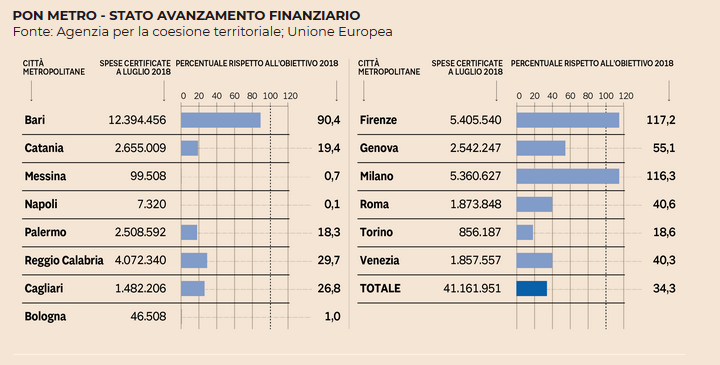 PON METRO - STATO AVANZAMENTO FINANZIARIO
Fonte: Agenzia per la coesione territoriale; Unione Europea
CITTÀ METROPOLITANE SPESE CERTIFICATE A LUGLIO 2018 PERCENTUALE RISPETTO ALL'OBIETTIVO 2018
0 20 40 60 80 100 120
Bari 12.394.456 90,4
Catania 2.655.009 19,4
Messina 99.508 0,7
Napoli 7.320 0,1
Palermo 2.508.592 18,3
Reggio Calabria 4.072.340 29,7
Cagliari 1.482.206 26,8
Bologna 46.508 1,0
CITTÀ METROPOLITANE SPESE CERTIFICATE A LUGLIO 2018 PERCENTUALE RISPETTO ALL'OBIETTIVO 2018
0 20 40 60 80 100 120
Firenze 5.405.540 117,2
Genova 2.542.247 55,1
Milano 5.360.627 116,3
Roma 1.873.848 40,6
Torino 856.187 18,6
Venezia 1.857.557 40,3
TOTALE 41.161.951 34,3